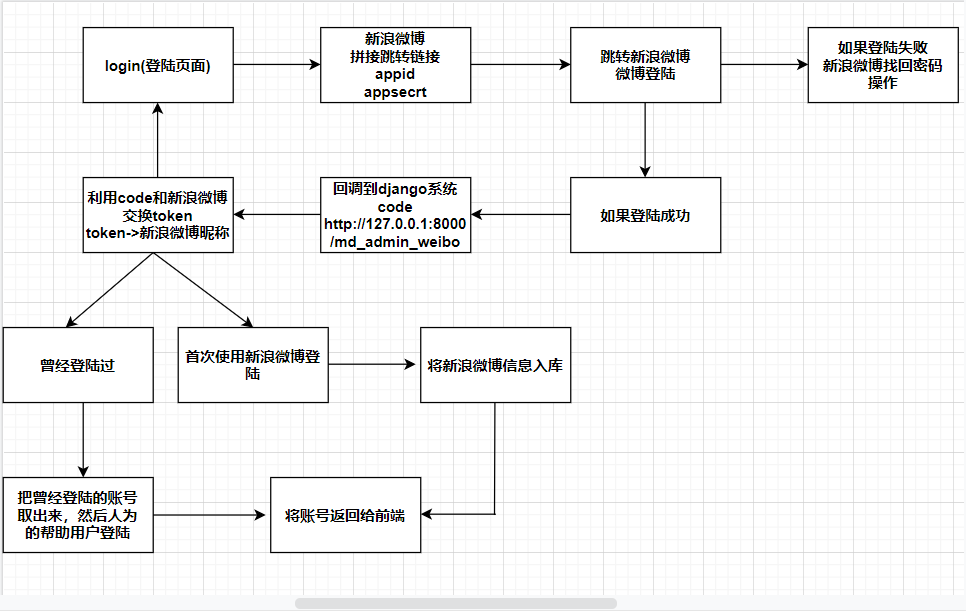 login(登陆页面)
新浪微博
拼接跳转链接
appid
appsecrt
跳转新浪微博
微博登陆
如果登陆失败
新浪微博找回密码
操作
利用code和新浪微博
交换token
token->新浪微博昵称
回调到django系统
code
http://127.0.0.1:8000
/md_admin_weibo
如果登陆成功
曾经登陆过
首次使用新浪微博登
陆
将新浪微博信息入库
把曾经登陆的账号
取出来，然后人为
的帮助用户登陆
将账号返回给前端